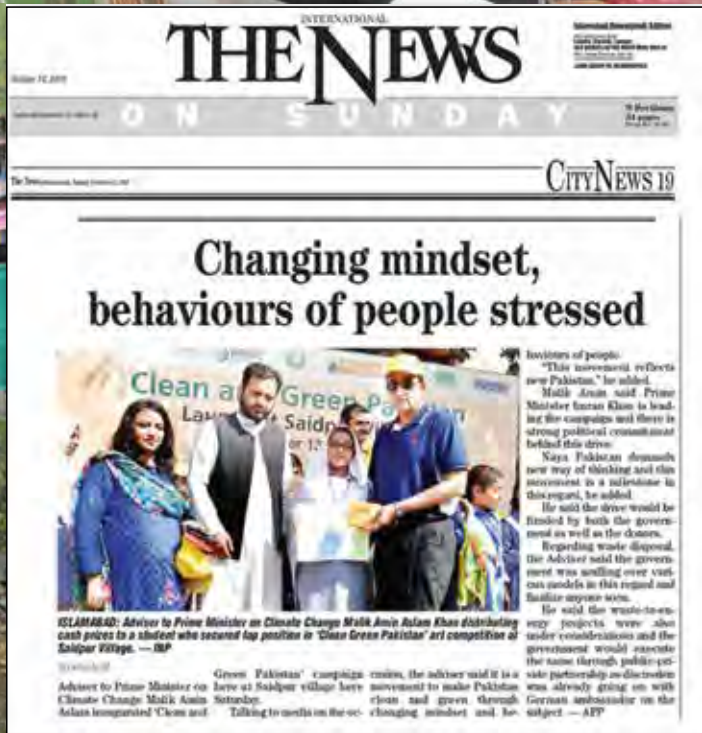 INTERNATIONAL
THE NEWS
ON SUNDAY
CITYNEWS 19
Changing mindset,
behaviours of people stressed
Clean and Green Pakistan
Saidpur
ISLAMABAD: Adviser to Prime Minister on Climate Change Malik Amin Aslam Khan distributing
cash prizes to a student who secured top position in 'Clean Green Pakistan' art competition at
Saidpur Village. — INP
Adviser to Prime Minister on
Climate Change Malik Amin
Aslam inaugurated 'Clean and
Green Pakistan' campaign
here at Saidpur village here
Saturday.
Talking to media on the oc-
casion, the adviser said it is a
movement to make Pakistan
clean and green through
changing mindset and be-
haviours of people.
"This movement reflects
new Pakistan," he added.
Malik Amin said Prime
Minister Imran Khan is lead-
ing the campaign and there is
strong political commitment
behind this drive.
Naya Pakistan demands
new way of thinking and this
movement is a milestone in
this regard, he added.
He said the drive would be
funded by both the govern-
ment as well as the donors.
Regarding waste disposal,
the Adviser said the govern-
ment was mulling over vari-
ous models in this regard and
finalize anyone soon.
He said the waste-to-en-
ergy projects were also
under considerations and the
government would execute
the same through public-pri-
vate partnership as discussion
was already going on with
German ambassador on the
subject. — APP